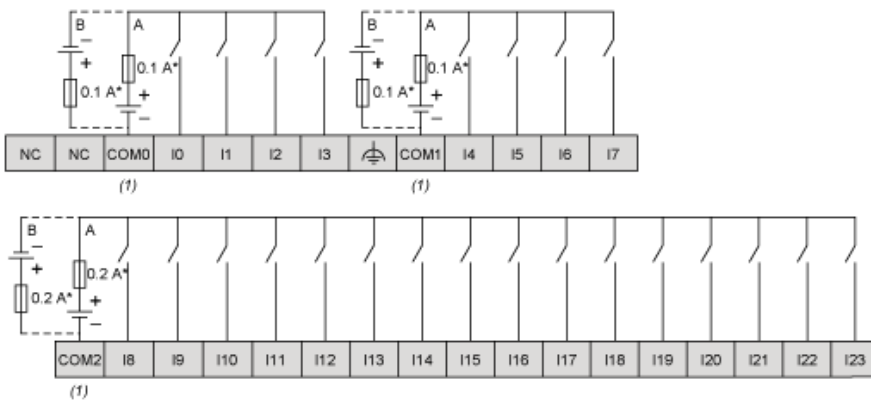 B A B A
− −
+ 0.1 A* + 0.1 A*
0.1 A* + 0.1 A* +
− −
NC NC COM0 I0 I1 I2 I3 COM1 I4 I5 I6 I7
(1) (1)
B A
−
+ 0.2 A*
0.2 A* +
−
COM2 I8 I9 I10 I11 I12 I13 I14 I15 I16 I17 I18 I19 I20 I21 I22 I23
(1)